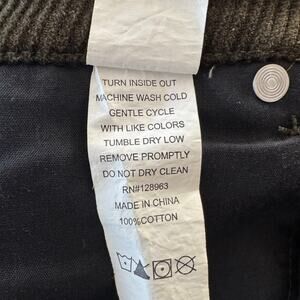 TURN INSIDE OUT
MACHINE WASH COLD
GENTLE CYCLE
WITH LIKE COLORS
TUMBLE DRY LOW
REMOVE PROMPTLY
DO NOT DRY CLEAN
RN#128963
MADE IN CHINA
100%COTTON